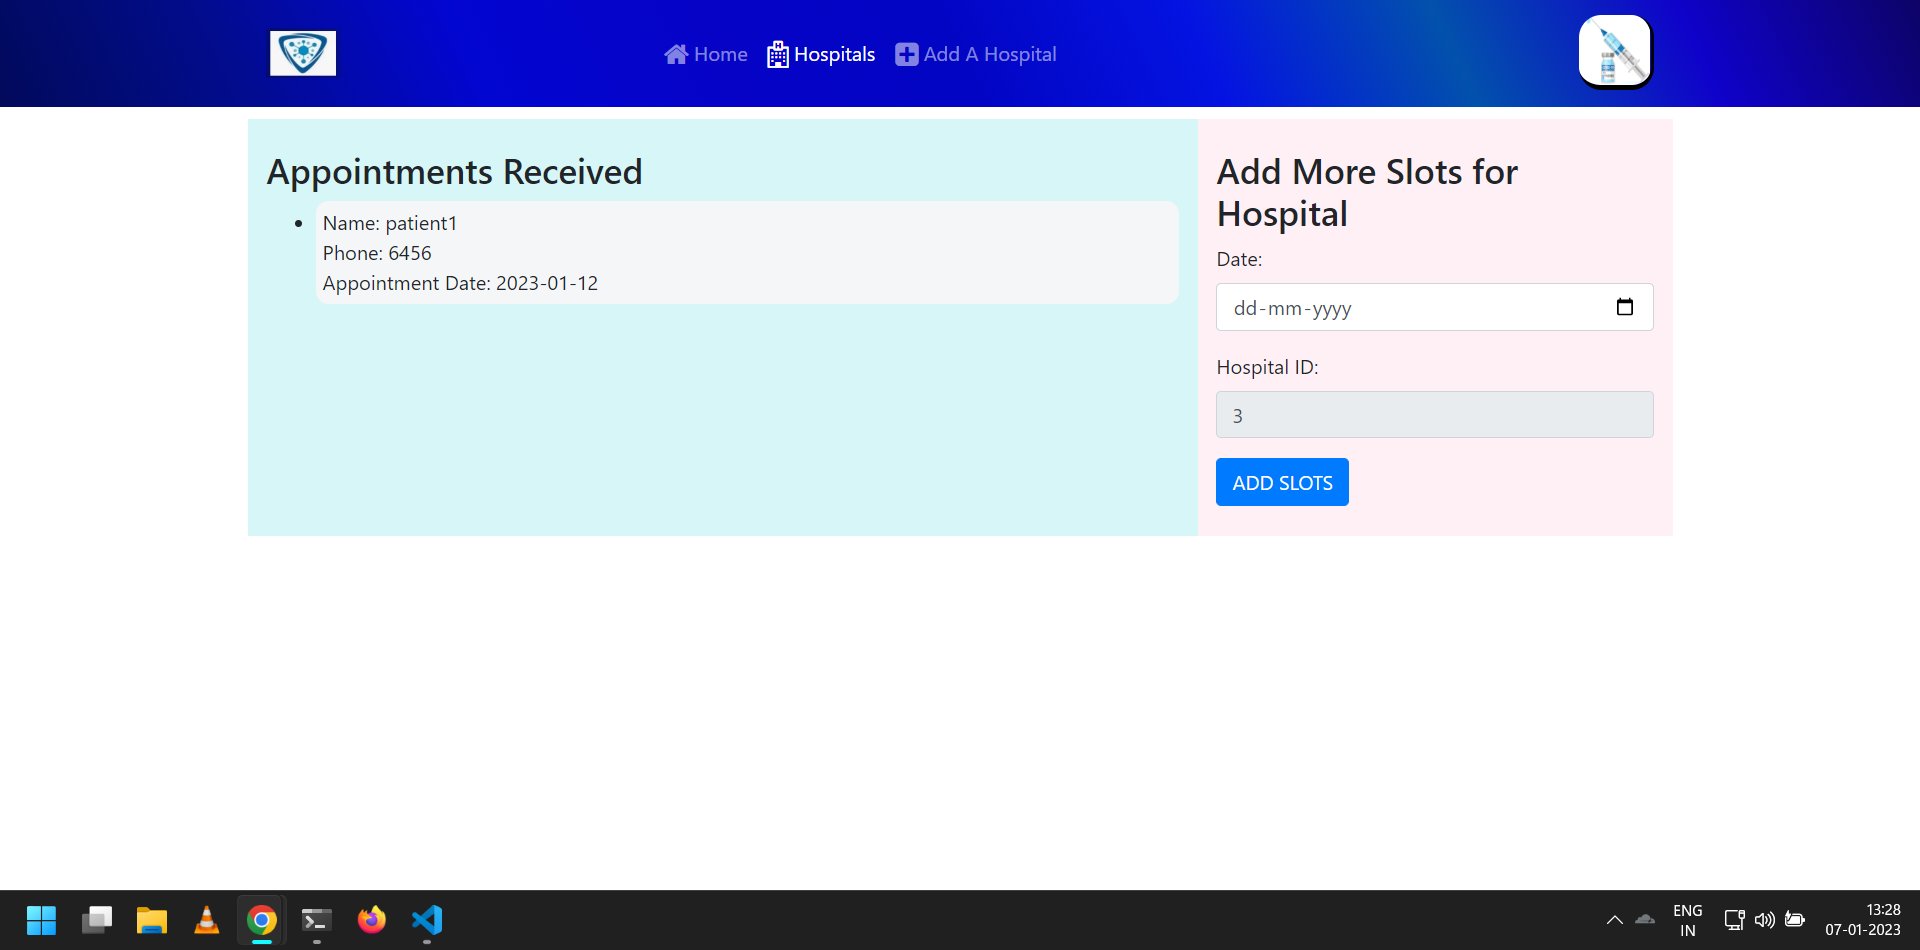 Home
Hospitals
Add A Hospital
Appointments Received
Name: patient1
Phone: 6456
Appointment Date: 2023-01-12
Add More Slots for
Hospital
Date:
dd-mm-yyyy
Hospital ID:
3
ADD SLOTS
ENG
IN
13:28
07-01-2023